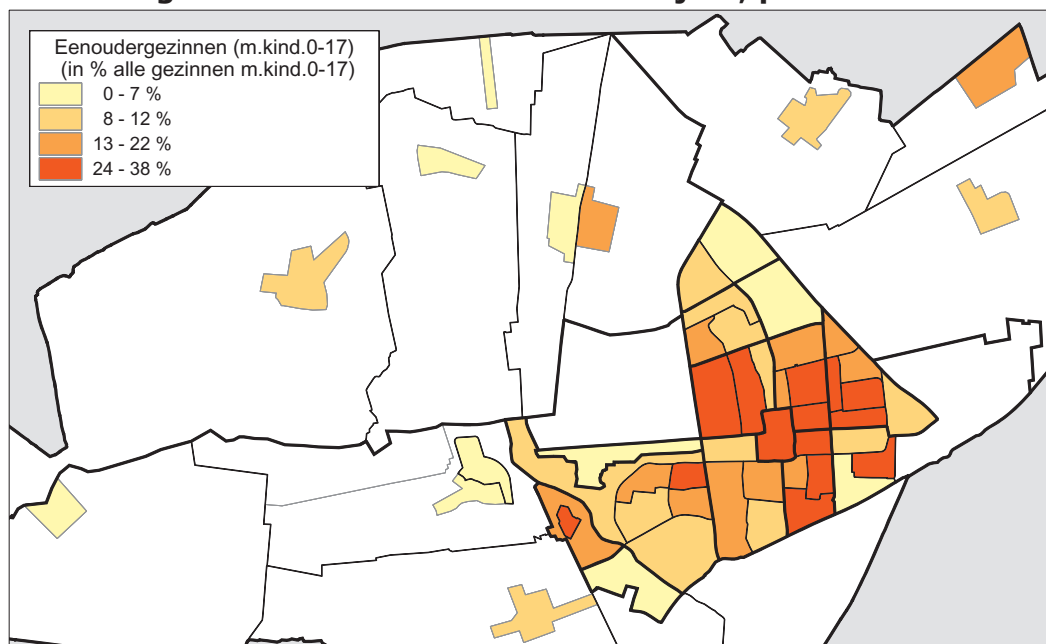 Eenoudergezinnen (m.kind.0-17)
(in % alle gezinnen m.kind.0-17)
0 - 7 %
8 - 12 %
13 - 22 %
24 - 38 %